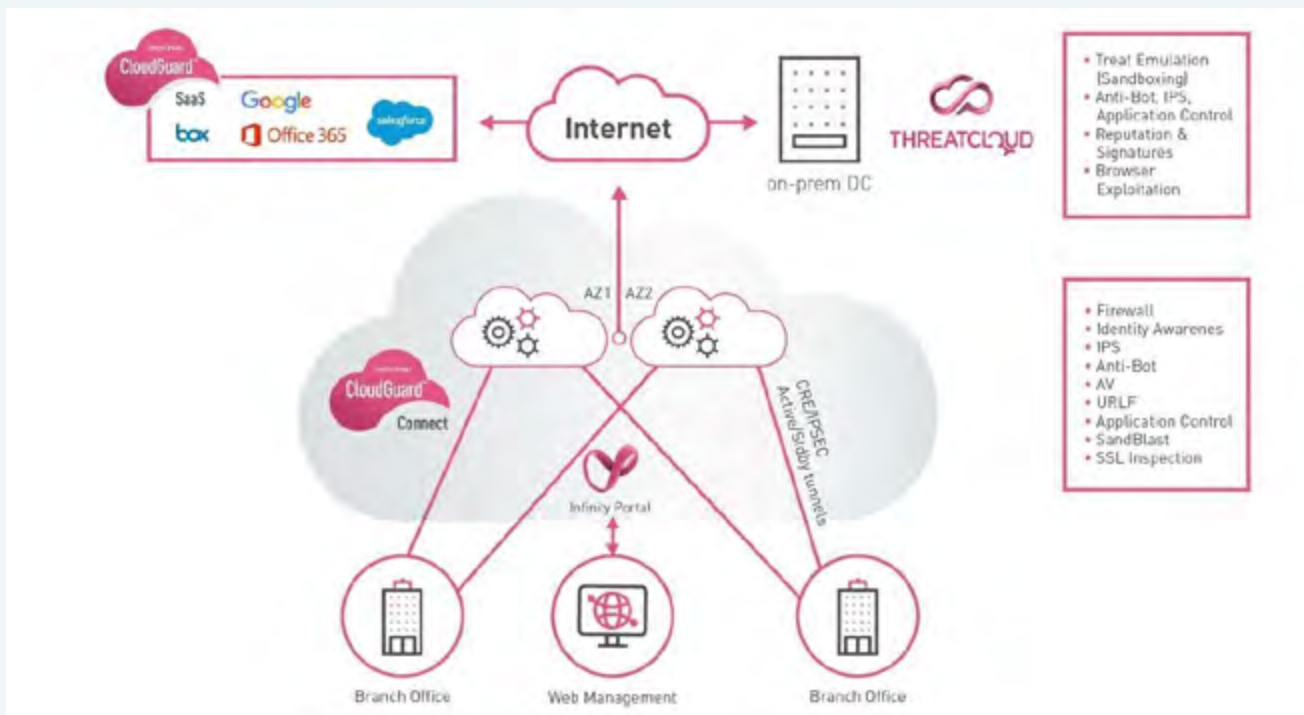 CloudGuard
SaaS
Google
box
Office 365
salesforce
Internet
on-prem DC
THREATCLOUD
• Treat Emulation
(Sandboxing)
• Anti-Bot, IPS,
Application Control
• Reputation &
Signatures
• Browser
Exploitation
AZ1
AZ2
CloudGuard
Connect
CRE/IPSEC
Active/S/dby tunnels
Infinity Portal
• Firewall
• Identity Awarenes
• IPS
• Anti-Bot
• AV
• URLF
• Application Control
• SandBlast
• SSL Inspection
Branch Office
Web Management
Branch Office